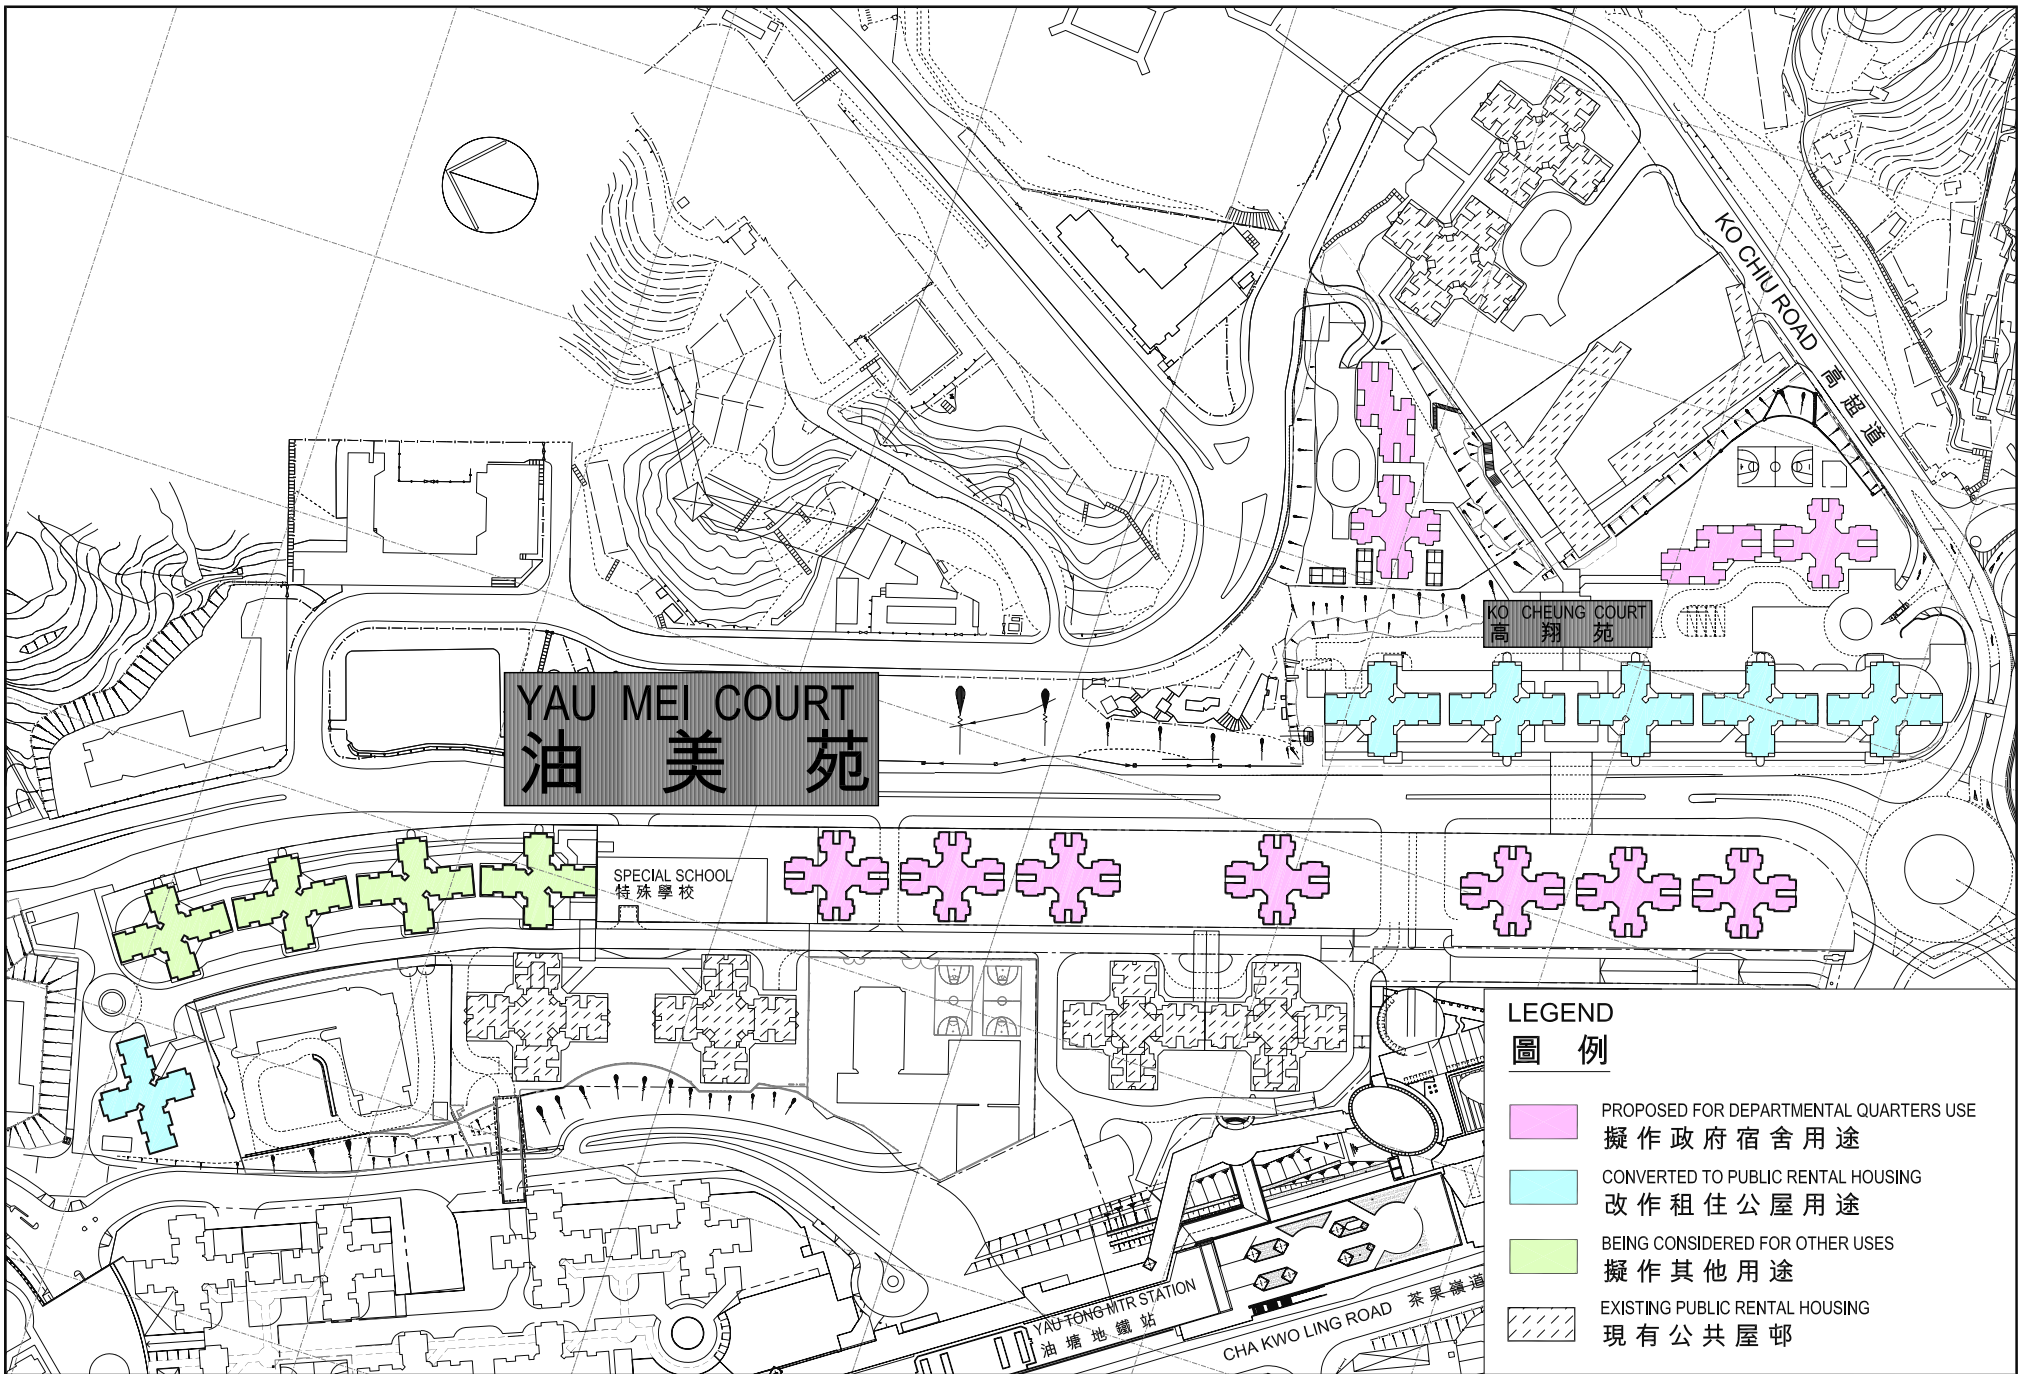 KO CHIU ROAD 高超道
KO CHEUNG COURT
高翔苑
YAU MEI COURT
油美苑
SPECIAL SCHOOL
特殊學校
YAU TONG MTR STATION
油塘地鐵站
CHA KWO LING ROAD 茶果嶺道
LEGEND
圖例
PROPOSED FOR DEPARTMENTAL QUARTERS USE
擬作政府宿舍用途
CONVERTED TO PUBLIC RENTAL HOUSING
改作租住公屋用途
BEING CONSIDERED FOR OTHER USES
擬作其他用途
EXISTING PUBLIC RENTAL HOUSING
現有公共屋邨